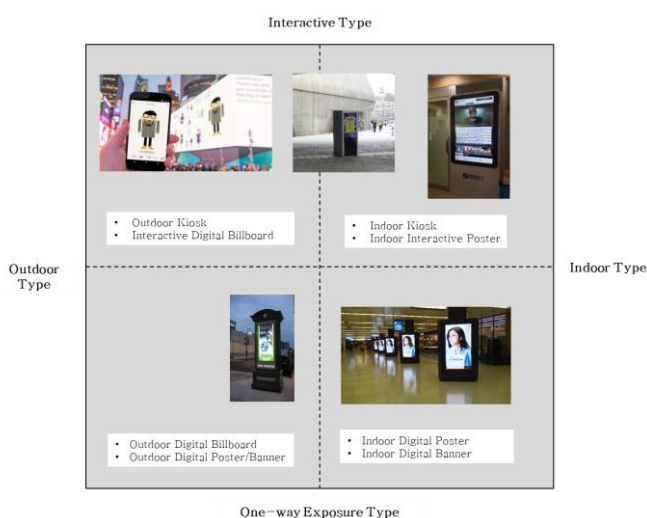 Interactive Type
• Outdoor Kiosk
• Interactive Digital Billboard
• Indoor Kiosk
• Indoor Interactive Poster
Outdoor
Type
Indoor Type
• Outdoor Digital Billboard
• Outdoor Digital Poster/Banner
• Indoor Digital Poster
• Indoor Digital Banner
One-way Exposure Type